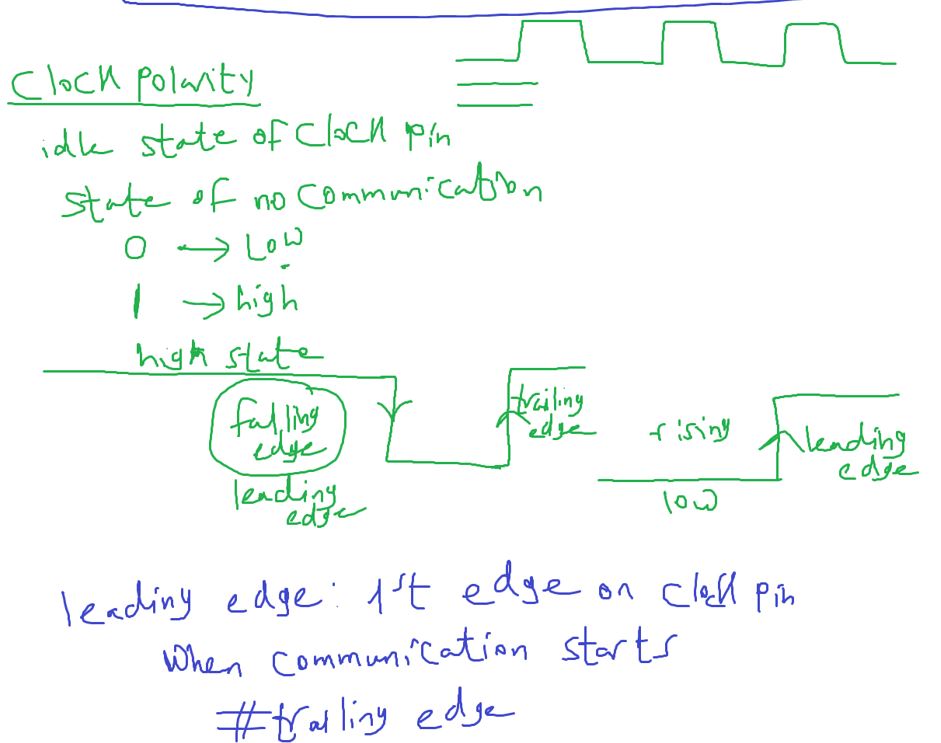 Clock Polarity
idle state of Clock pin
state of no communication
0 → Low
1 → high
high state
falling edge
leading edge
trailing edge
rising
low
leading edge
leading edge: 1st edge on clock pin
When communication starts
# trailing edge